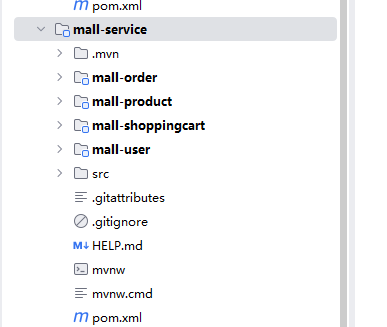 pom.xml
mall-service
.mvn
mall-order
mall-product
mall-shoppingcart
mall-user
src
.gitattributes
.gitignore
M↓ HELP.md
mvnw
mvnw.cmd
pom.xml